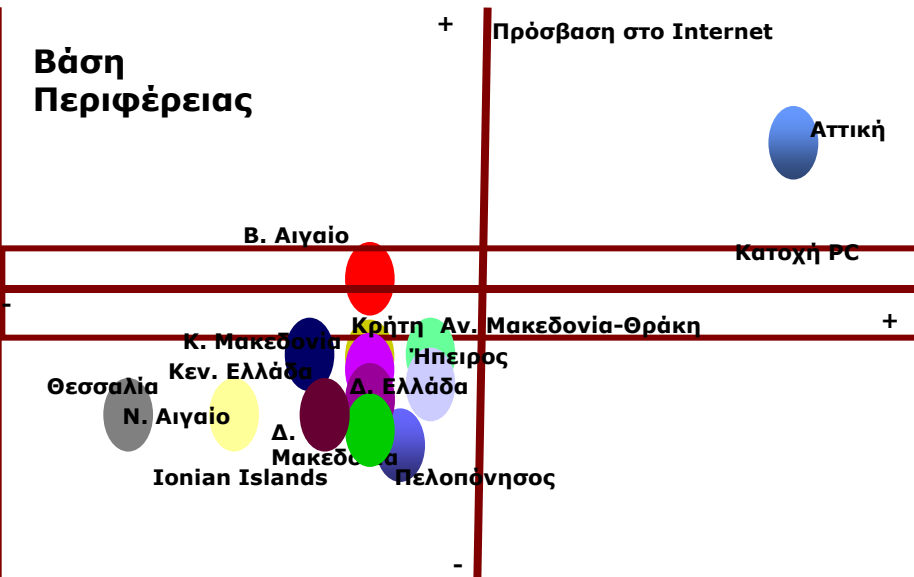 +
Πρόσβαση στο Internet
Βάση
Περιφέρειας
Αττική
Β. Αιγαίο
Κατοχή PC
-
+
Κρήτη
Αν. Μακεδονία-Θράκη
Κ. Μακεδονία
Ήπειρος
Κεν. Ελλάδα
Θεσσαλία
Δ. Ελλάδα
Ν. Αιγαίο
Δ.
Μακεδονία
Ionian Islands
Πελοπόνησος
-